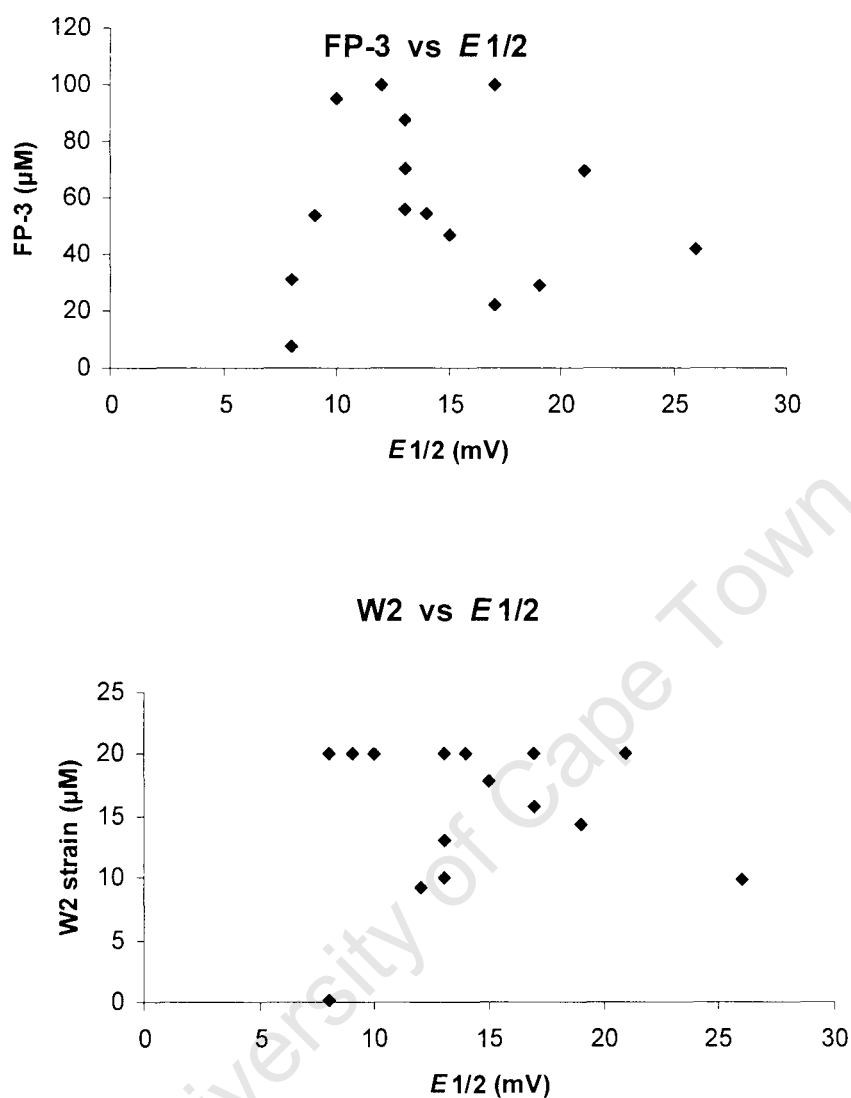 FP-3 vs E1/2
120
100
80
60
40
20
0
FP-3 (µM)
0 5 10 15 20 25 30
E1/2 (mV)
W2 vs E1/2
25
20
15
10
5
0
W2 strain (µM)
0 5 10 15 20 25 30
E1/2 (mV)
University of Cape Town